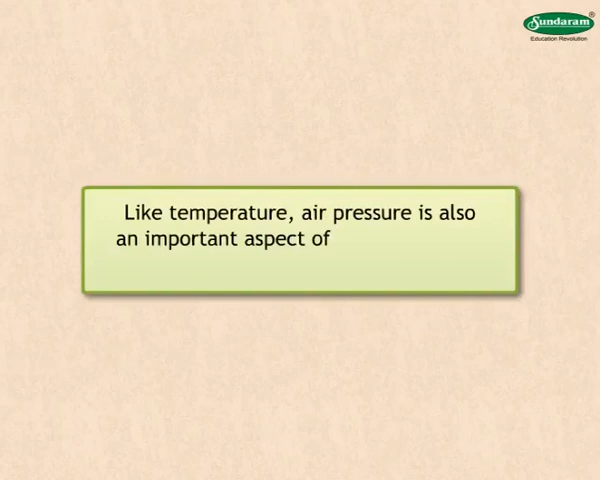 Sundaram®
Education Revolution
Like temperature, air pressure is also
an important aspect of